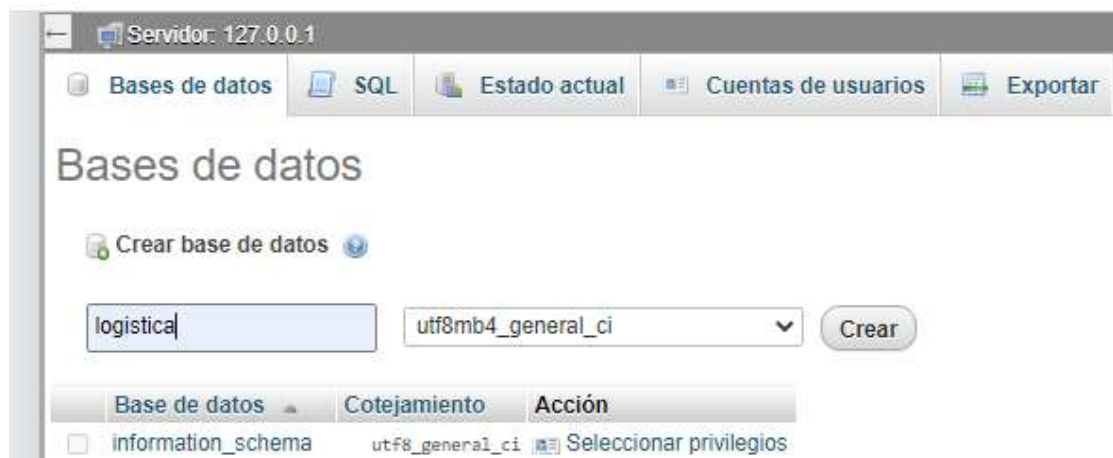 Servidor: 127.0.0.1
Bases de datos SQL Estado actual Cuentas de usuarios Exportar
Bases de datos
Crear base de datos
logistica utf8mb4_general_ci Crear
Base de datos Cotejamiento Acción
information_schema utf8_general_ci Seleccionar privilegios